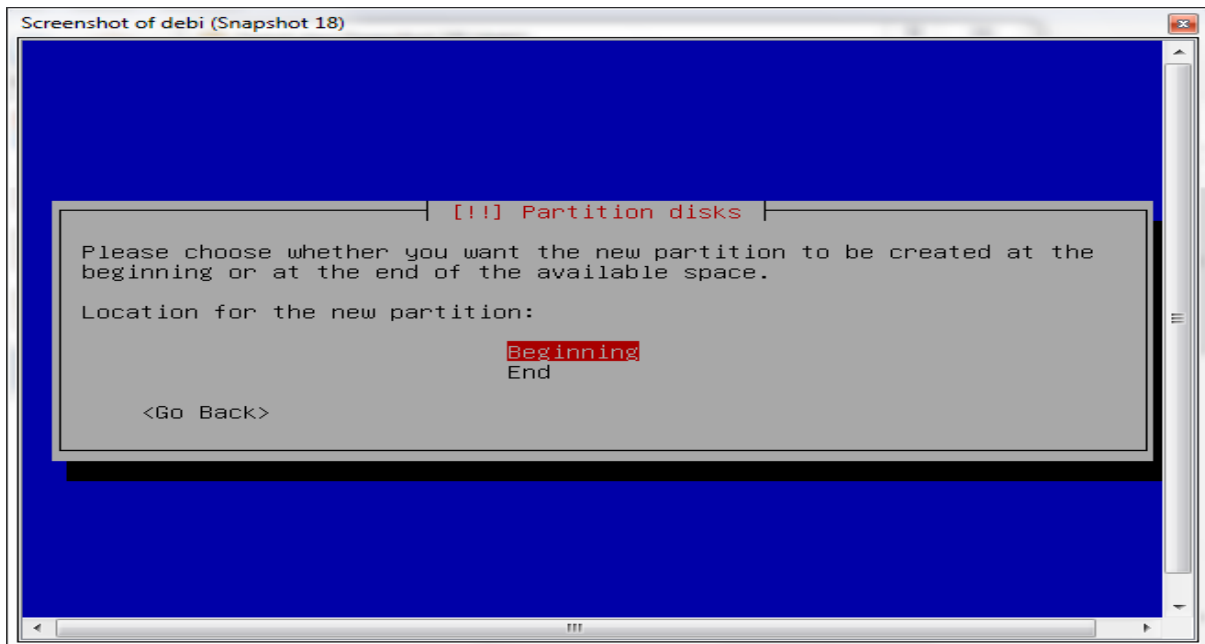 Screenshot of debi (Snapshot 18)
[!!] Partition disks
Please choose whether you want the new partition to be created at the
beginning or at the end of the available space.
Location for the new partition:
Beginning
End
<Go Back>